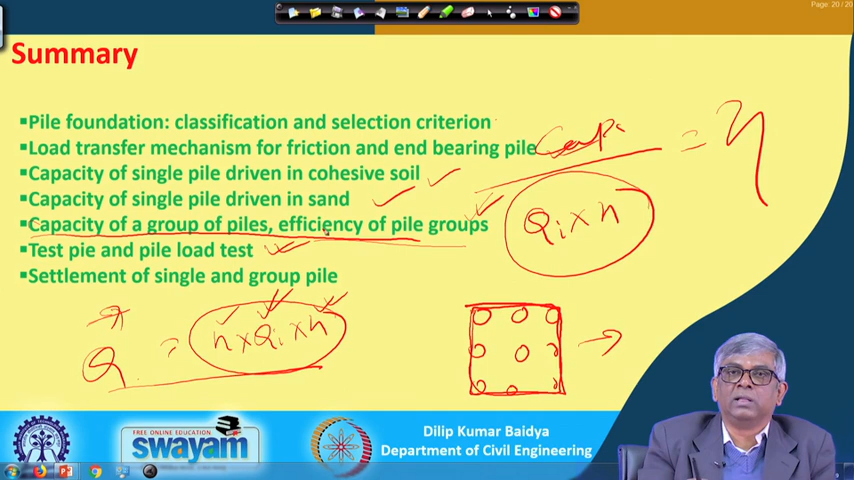 Page: 20 / 20
Summary
▪Pile foundation: classification and selection criterion
▪Load transfer mechanism for friction and end bearing pile
▪Capacity of single pile driven in cohesive soil
▪Capacity of single pile driven in sand
▪Capacity of a group of piles, efficiency of pile groups
▪Test pie and pile load test
▪Settlement of single and group pile
= η
Qi × n
Q = n × Qi × n
FREE ONLINE EDUCATION
swayam
Dilip Kumar Baidya
Department of Civil Engineering